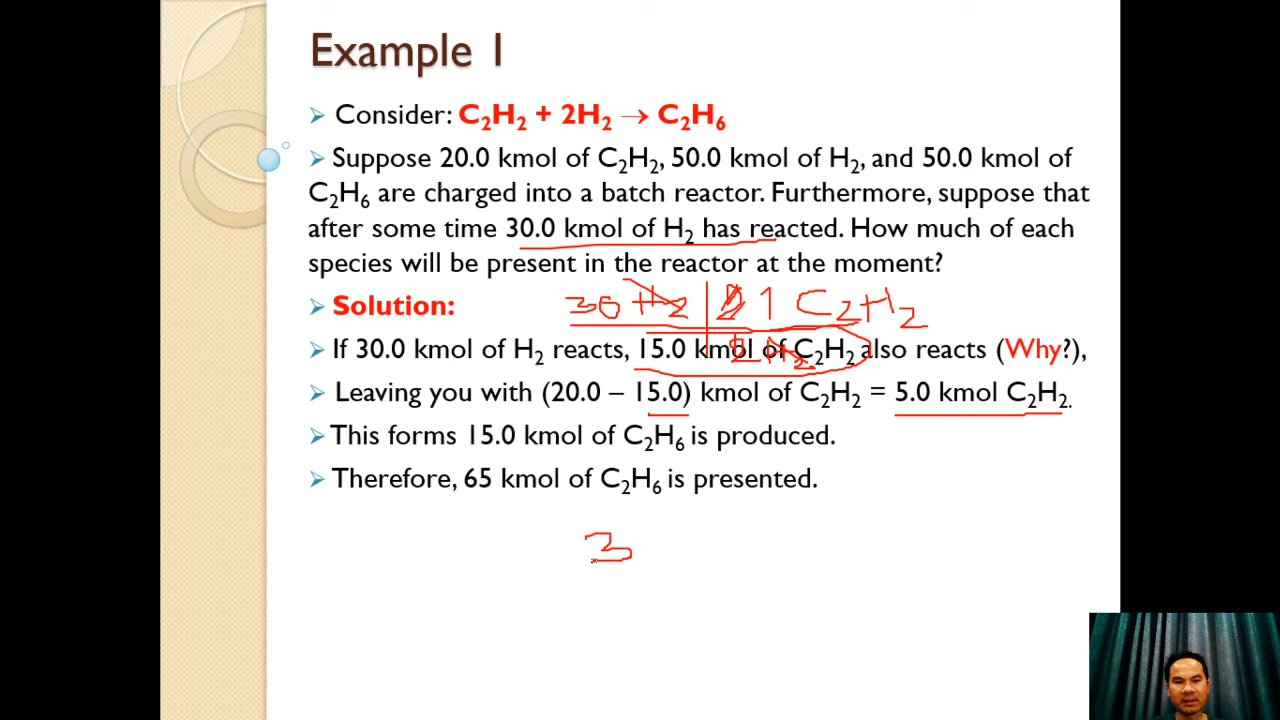 Example 1
Consider: C₂H₂ + 2H₂ → C₂H₆
Suppose 20.0 kmol of C₂H₂, 50.0 kmol of H₂, and 50.0 kmol of
C₂H₆ are charged into a batch reactor. Furthermore, suppose that
after some time 30.0 kmol of H₂ has reacted. How much of each
species will be present in the reactor at the moment?
Solution:
30 H2 | 1 C2H2
If 30.0 kmol of H₂ reacts, 15.0 kmol of C₂H₂ also reacts (Why?),
2 H2
Leaving you with (20.0 – 15.0) kmol of C₂H₂ = 5.0 kmol C₂H₂.
This forms 15.0 kmol of C₂H₆ is produced.
Therefore, 65 kmol of C₂H₆ is presented.
3